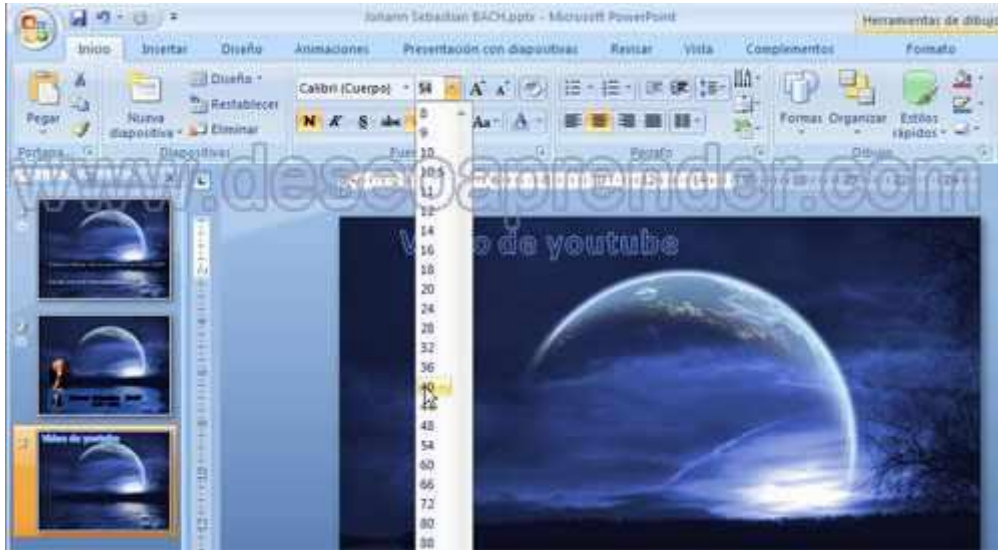 Johann Sebastian BACH.pptx - Microsoft PowerPoint
Herramientas de dibujo
Inicio Insertar Diseño Animaciones Presentación con diapositivas Revisar Vista Complementos Formato
Pegar
Nueva diapositiva
Diseño
Restablecer
Eliminar
Calibri (Cuerpo) 54
N K S abc Aa A
Formas Organizar Estilos rápidos
Diapositivas Párrafo Dibujo
www.deseoaprender.com
8
9
10
10,5
11
12
14
16
18
20
24
28
32
36
40
44
48
54
60
66
72
80
88
de youtube
Video de youtube